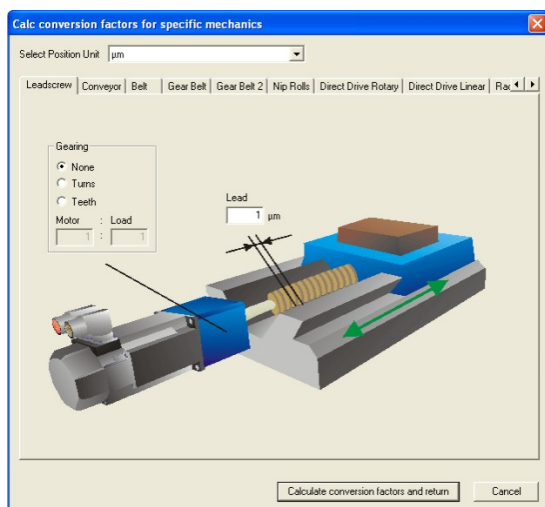 Calc conversion factors for specific mechanics
Select Position Unit μm
Leadscrew Conveyor Belt Gear Belt Gear Belt 2 Nip Rolls Direct Drive Rotary Direct Drive Linear
Gearing
None
Turns
Teeth
Motor : Load
1 : 1
Lead
1 μm
Calculate conversion factors and return Cancel